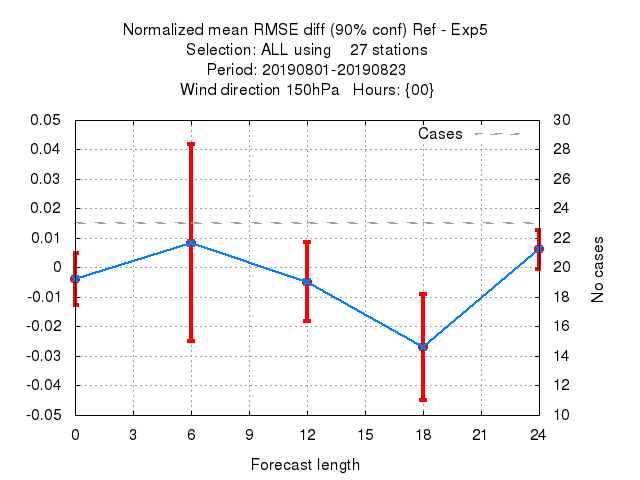 Normalized mean RMSE diff (90% conf) Ref - Exp5
Selection: ALL using    27 stations
Period: 20190801-20190823
Wind direction 150hPa   Hours: {00}
Cases
0.05
0.04
0.03
0.02
0.01
0
-0.01
-0.02
-0.03
-0.04
-0.05
30
28
26
24
22
20
18
16
14
12
10
No cases
0 3 6 9 12 15 18 21 24
Forecast length